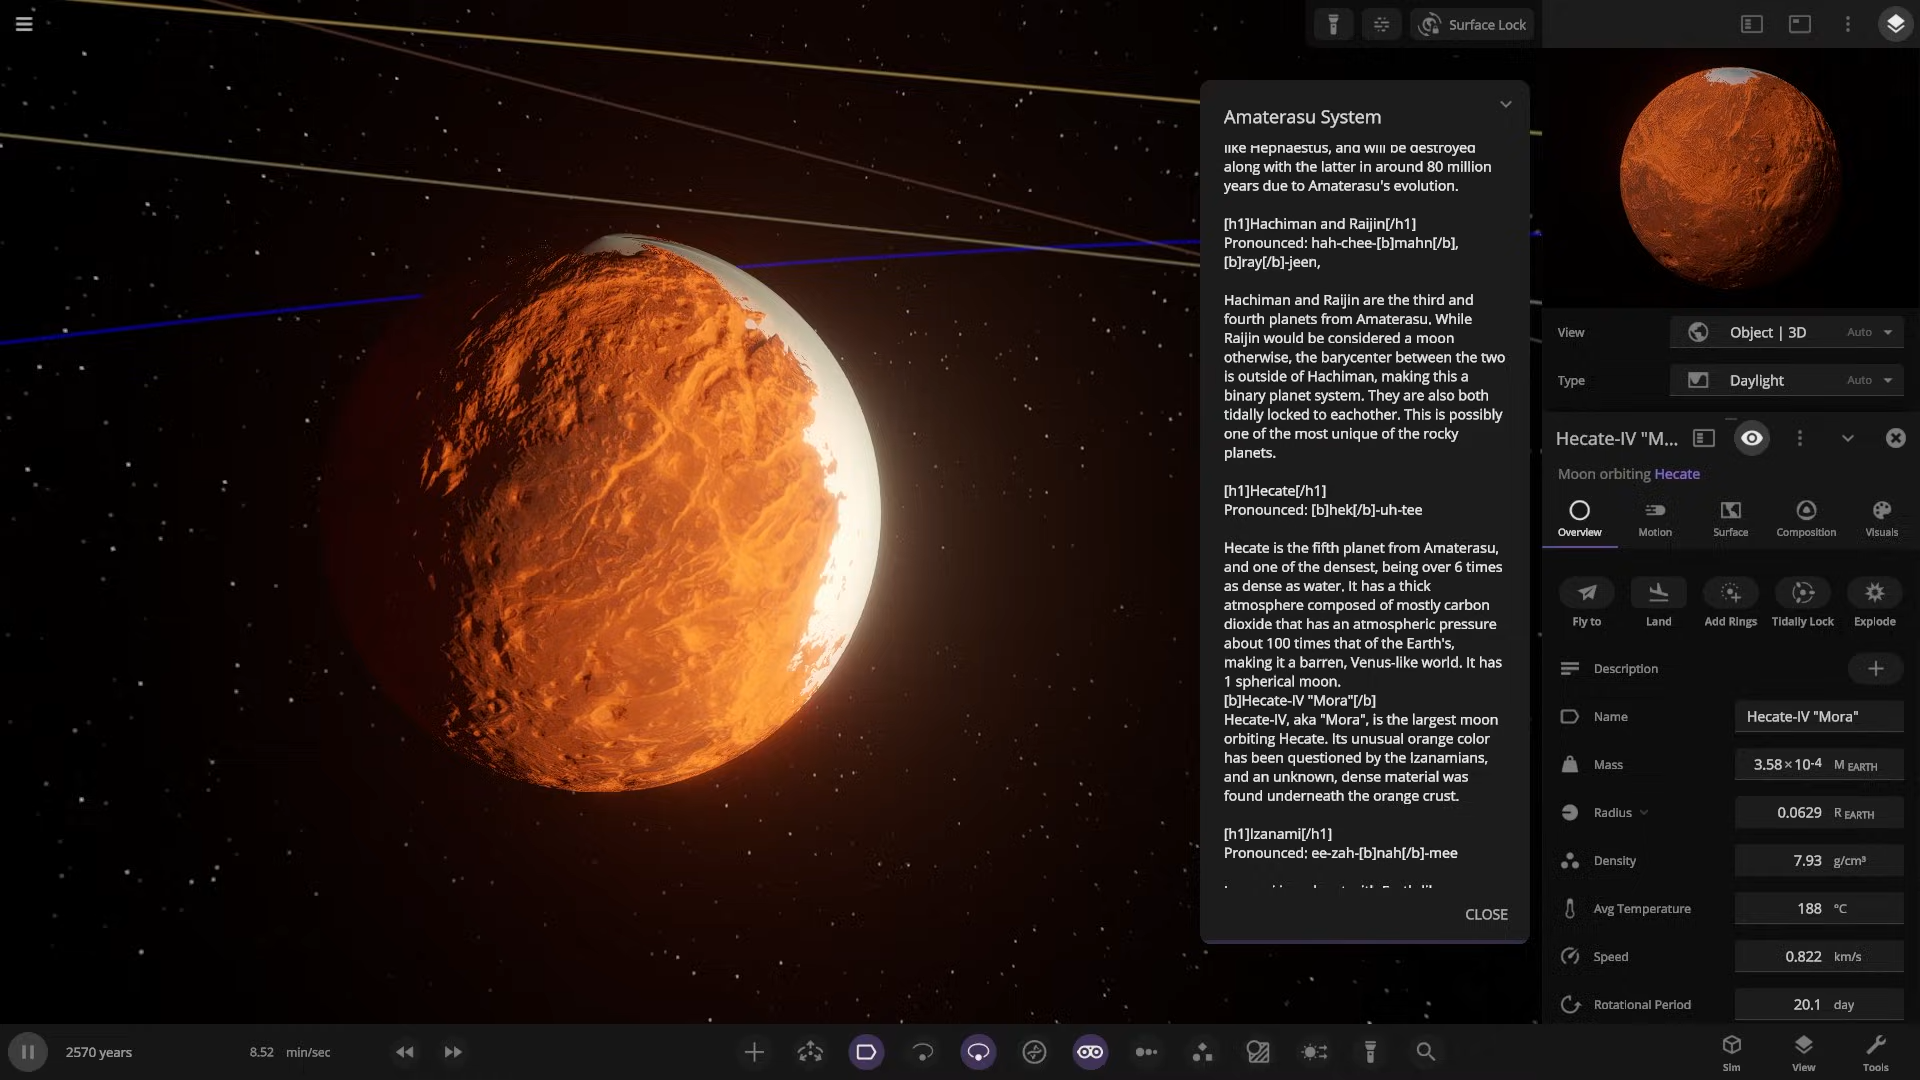 Surface Lock
Amaterasu System
like Hephaestus, and will be destroyed
along with the latter in around 80 million
years due to Amaterasu's evolution.
[h1]Hachiman and Raijin[/h1]
Pronounced: hah-chee-[b]mahn[/b],
[b]ray[/b]-jeen,
Hachiman and Raijin are the third and
fourth planets from Amaterasu. While
Raijin would be considered a moon
otherwise, the barycenter between the two
is outside of Hachiman, making this a
binary planet system. They are also both
tidally locked to eachother. This is possibly
one of the most unique of the rocky
planets.
[h1]Hecate[/h1]
Pronounced: [b]hek[/b]-uh-tee
Hecate is the fifth planet from Amaterasu,
and one of the densest, being over 6 times
as dense as water. It has a thick
atmosphere composed of mostly carbon
dioxide that has an atmospheric pressure
about 100 times that of the Earth's,
making it a barren, Venus-like world. It has
1 spherical moon.
[b]Hecate-IV "Mora"[/b]
Hecate-IV, aka "Mora", is the largest moon
orbiting Hecate. Its unusual orange color
has been questioned by the Izanamians,
and an unknown, dense material was
found underneath the orange crust.
[h1]Izanami[/h1]
Pronounced: ee-zah-[b]nah[/b]-mee
CLOSE
View Object | 3D Auto
Type Daylight Auto
Hecate-IV "M...
Moon orbiting Hecate
Overview Motion Surface Composition Visuals
Fly to Land Add Rings Tidally Lock Explode
Description
Name Hecate-IV "Mora"
Mass 3.58×10⁻⁴ M EARTH
Radius 0.0629 R EARTH
Density 7.93 g/cm³
Avg Temperature 188 °C
Speed 0.822 km/s
Rotational Period 20.1 day
2570 years 8.52 min/sec
Sim View Tools